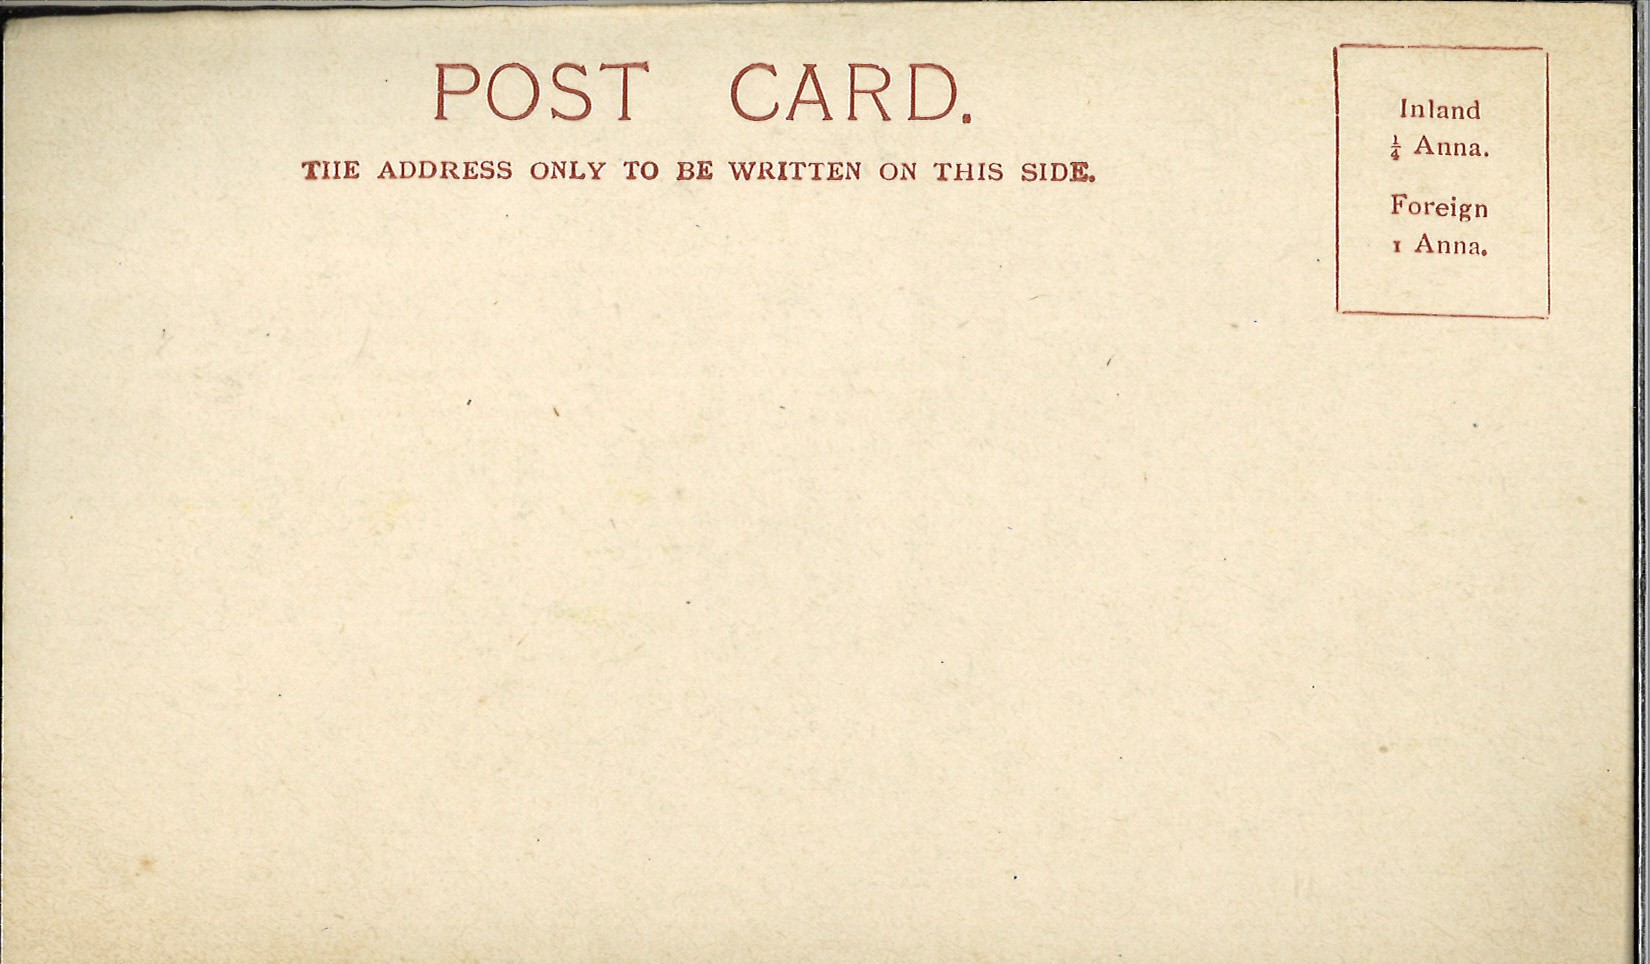 POST CARD.
THE ADDRESS ONLY TO BE WRITTEN ON THIS SIDE.
Inland
¼ Anna.
Foreign
1 Anna.